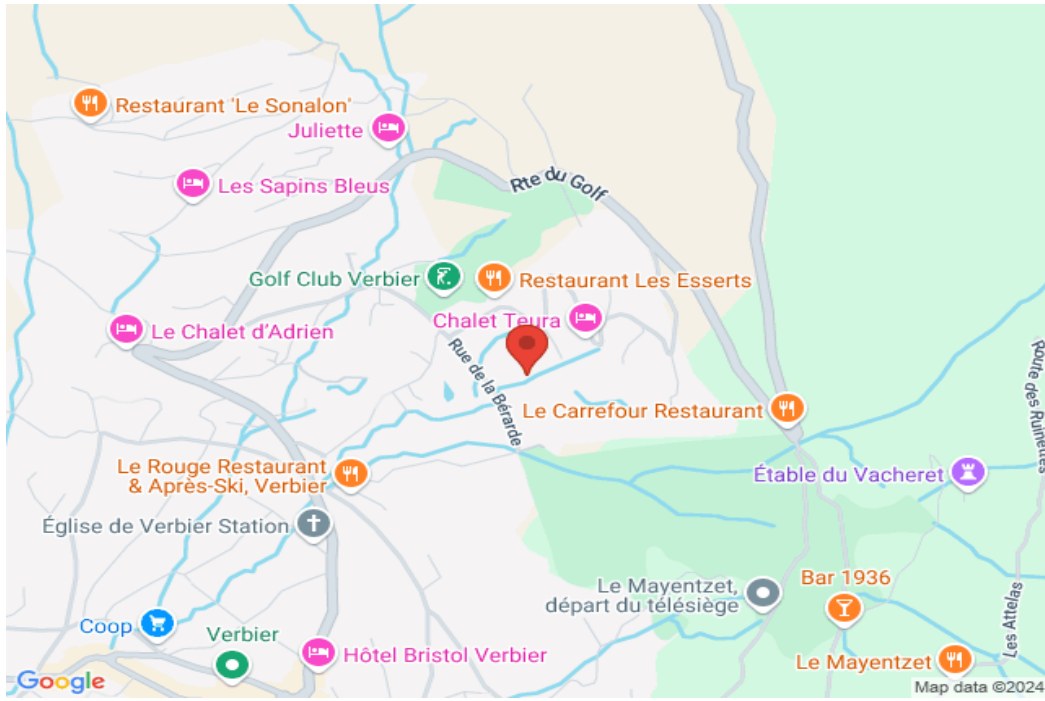 Restaurant 'Le Sonalon'
Juliette
Les Sapins Bleus
Rte du Golf
Golf Club Verbier
Restaurant Les Esserts
Chalet Teura
Le Chalet d'Adrien
Rue de la Bérarde
Route des Ruinettes
Le Carrefour Restaurant
Le Rouge Restaurant
& Après-Ski, Verbier
Étable du Vacheret
Église de Verbier Station
Le Mayentzet,
départ du télésiège
Bar 1936
Les Attelas
Coop
Verbier
Hôtel Bristol Verbier
Le Mayentzet
Google
Map data ©2024